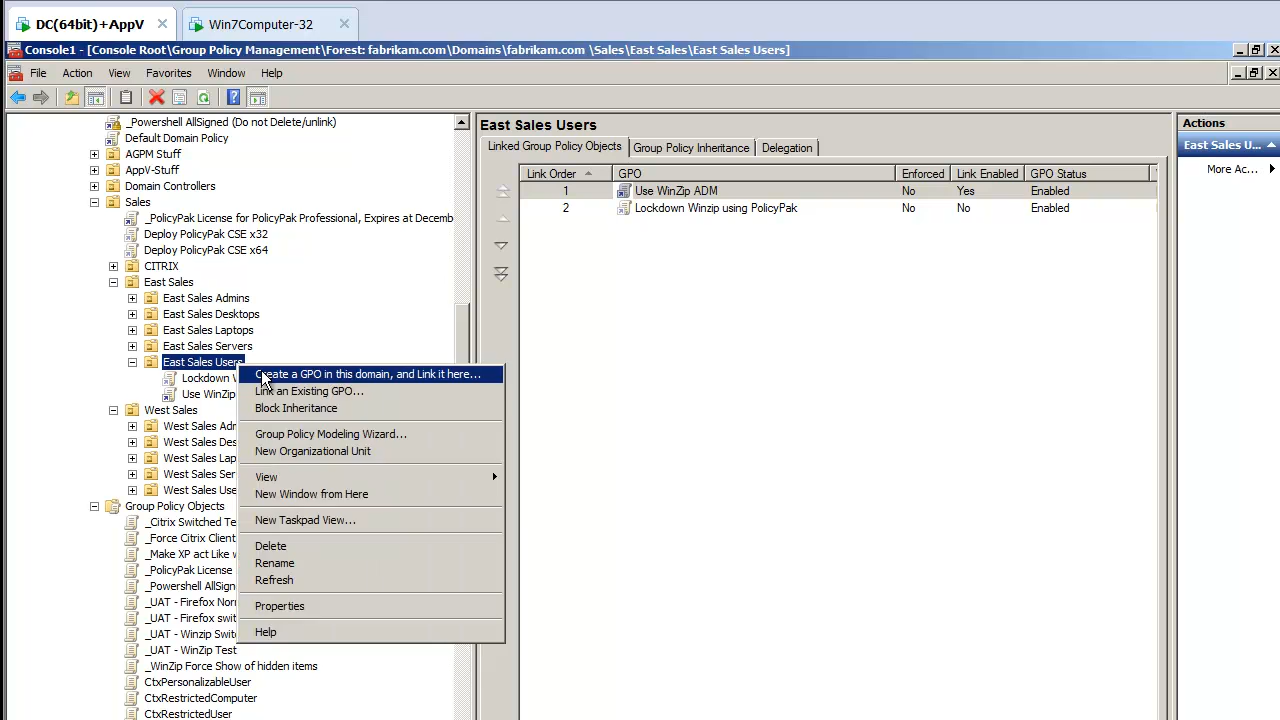 DC(64bit)+AppV
Win7Computer-32
Console1 - [Console Root\Group Policy Management\Forest: fabrikam.com\Domains\fabrikam.com \Sales\East Sales\East Sales Users]
File Action View Favorites Window Help
_Powershell AllSigned (Do not Delete/unlink)
Default Domain Policy
AGPM Stuff
AppV-Stuff
Domain Controllers
Sales
_PolicyPak License for PolicyPak Professional, Expires at Decemb
Deploy PolicyPak CSE x32
Deploy PolicyPak CSE x64
CITRIX
East Sales
East Sales Admins
East Sales Desktops
East Sales Laptops
East Sales Servers
East Sales Users
Lockdown W
Use WinZip
West Sales
West Sales Adm
West Sales Des
West Sales Lap
West Sales Ser
West Sales Use
Group Policy Objects
_Citrix Switched Te
_Force Citrix Client
_Make XP act Like w
_PolicyPak License
_Powershell AllSign
_UAT - Firefox Nor
_UAT - Firefox swit
_UAT - Winzip Swit
_UAT - WinZip Test
_WinZip Force Show of hidden items
CtxPersonalizableUser
CtxRestrictedComputer
CtxRestrictedUser
Create a GPO in this domain, and Link it here...
Link an Existing GPO...
Block Inheritance
Group Policy Modeling Wizard...
New Organizational Unit
View
New Window from Here
New Taskpad View...
Delete
Rename
Refresh
Properties
Help
East Sales Users
Linked Group Policy Objects Group Policy Inheritance Delegation
Link Order GPO Enforced Link Enabled GPO Status
1 Use WinZip ADM No Yes Enabled
2 Lockdown Winzip using PolicyPak No No Enabled
Actions
East Sales U...
More Ac...